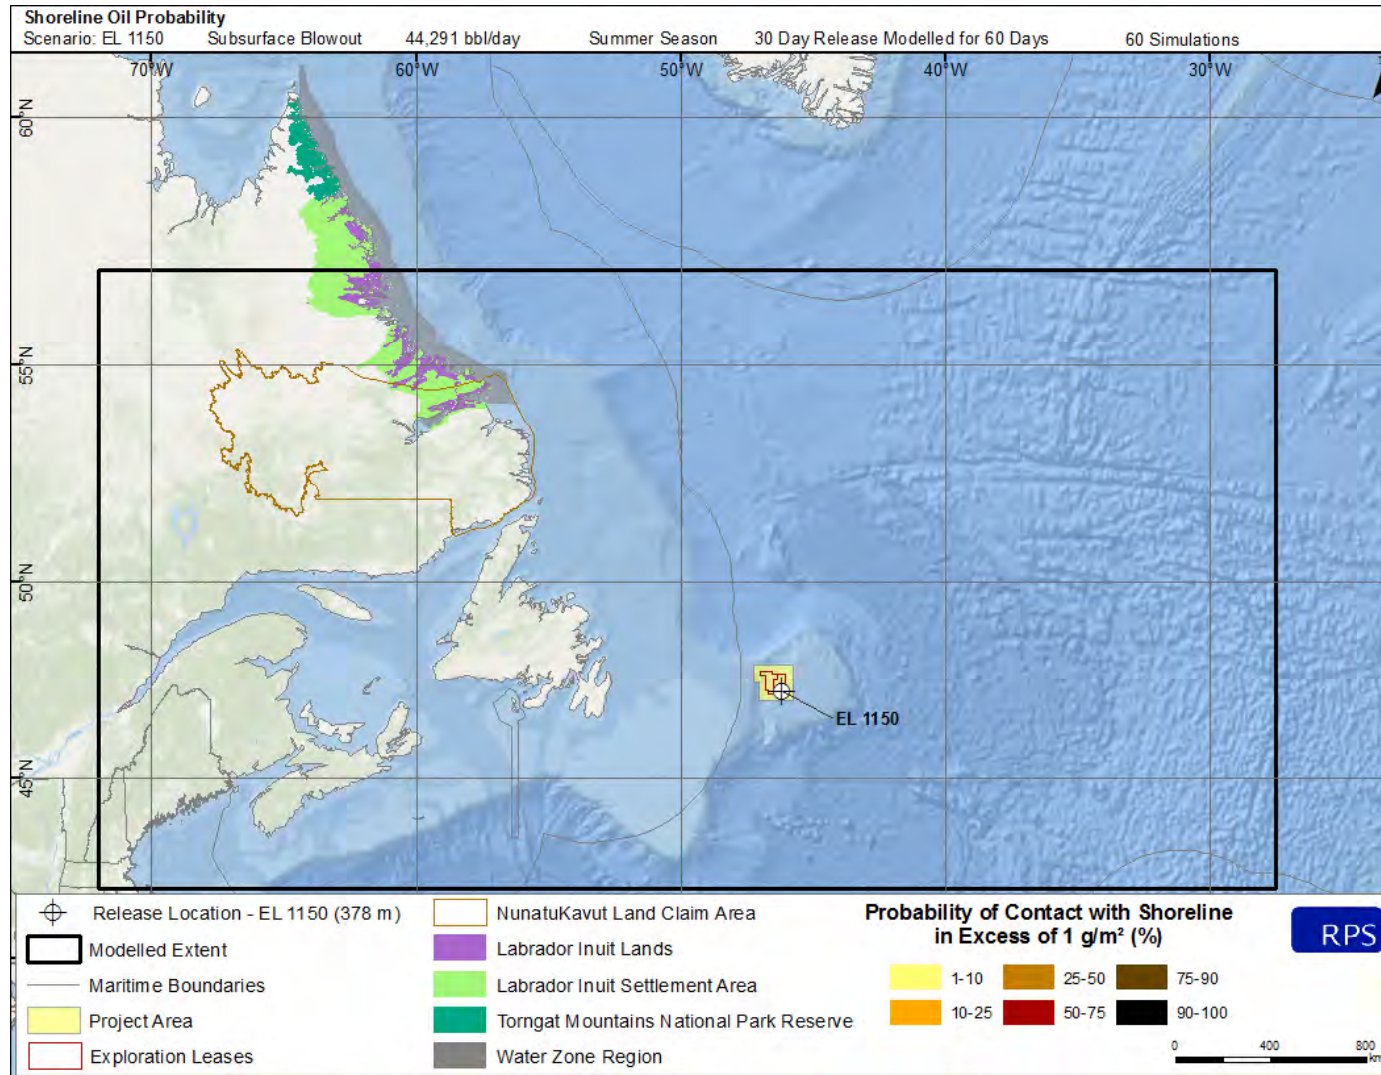 Shoreline Oil Probability
Scenario: EL 1150 Subsurface Blowout 44,291 bbl/day Summer Season 30 Day Release Modelled for 60 Days 60 Simulations
70°W 60°W 50°W 40°W 30°W
60°N
55°N
50°N
45°N
EL 1150
Release Location - EL 1150 (378 m)
Modelled Extent
Maritime Boundaries
Project Area
Exploration Leases
NunatuKavut Land Claim Area
Labrador Inuit Lands
Labrador Inuit Settlement Area
Torngat Mountains National Park Reserve
Water Zone Region
Probability of Contact with Shoreline
in Excess of 1 g/m² (%)
1-10 25-50 75-90
10-25 50-75 90-100
RPS
0 400 800
km